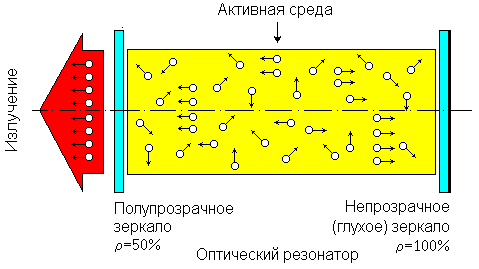 Активная среда
Излучение
Полупрозрачное
зеркало
ρ=50%
Непрозрачное
(глухое) зеркало
ρ=100%
Оптический резонатор